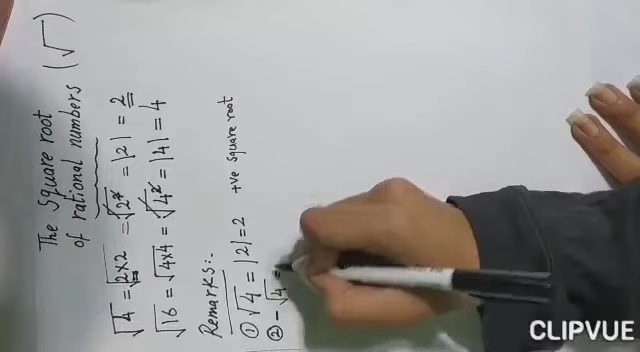 The Square root
of rational numbers (√‾)
√4 = √2×2 = √2² = |2| = 2
√16 = √4×4 = √4² = |4| = 4
Remarks:-
① √4 = |2| = 2 +ve square root
② -√4 =
CLIPVUE